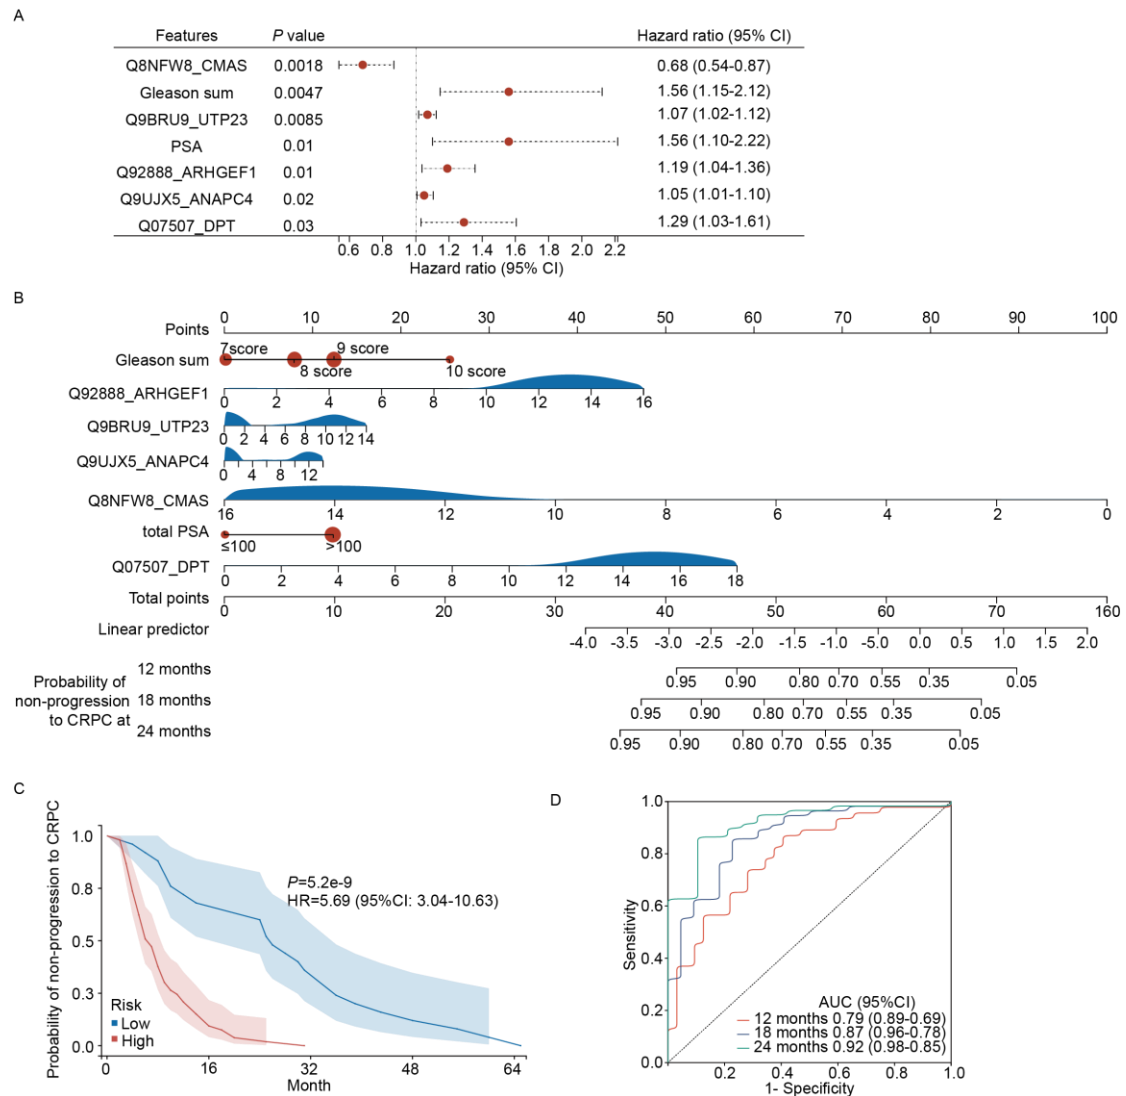 A
Features P value Hazard ratio (95% CI)
Q8NFW8_CMAS 0.0018 0.68 (0.54-0.87)
Gleason sum 0.0047 1.56 (1.15-2.12)
Q9BRU9_UTP23 0.0085 1.07 (1.02-1.12)
PSA 0.01 1.56 (1.10-2.22)
Q92888_ARHGEF1 0.01 1.19 (1.04-1.36)
Q9UJX5_ANAPC4 0.02 1.05 (1.01-1.10)
Q07507_DPT 0.03 1.29 (1.03-1.61)
0.6 0.8 1.0 1.2 1.4 1.6 1.8 2.0 2.2
Hazard ratio (95% CI)
B
Points 0 10 20 30 40 50 60 70 80 90 100
7score 9 score
Gleason sum
8 score 10 score
Q92888_ARHGEF1
0 2 4 6 8 10 12 14 16
Q9BRU9_UTP23
0 2 4 6 8 10 12 14
Q9UJX5_ANAPC4
0 4 8 12
Q8NFW8_CMAS
16 14 12 10 8 6 4 2 0
total PSA
≤100 >100
Q07507_DPT
0 2 4 6 8 10 12 14 16 18
Total points
0 10 20 30 40 50 60 70 160
Linear predictor
-4.0 -3.5 -3.0 -2.5 -2.0 -1.5 -1.0 -5.0 0.0 0.5 1.0 1.5 2.0
Probability of non-progression to CRPC at
12 months
0.95 0.90 0.80 0.70 0.55 0.35 0.05
18 months
0.95 0.90 0.80 0.70 0.55 0.35 0.05
24 months
0.95 0.90 0.80 0.70 0.55 0.35 0.05
C
Probability of non-progression to CRPC
1.0
0.8
0.5
0.3
0.0
P=5.2e-9
HR=5.69 (95%CI: 3.04-10.63)
Risk
Low
High
0 16 32 48 64
Month
D
Sensitivity
1.0
0.8
0.6
0.4
0.2
0.0
AUC (95%CI)
12 months 0.79 (0.89-0.69)
18 months 0.87 (0.96-0.78)
24 months 0.92 (0.98-0.85)
0.2 0.4 0.6 0.8 1.0
1- Specificity